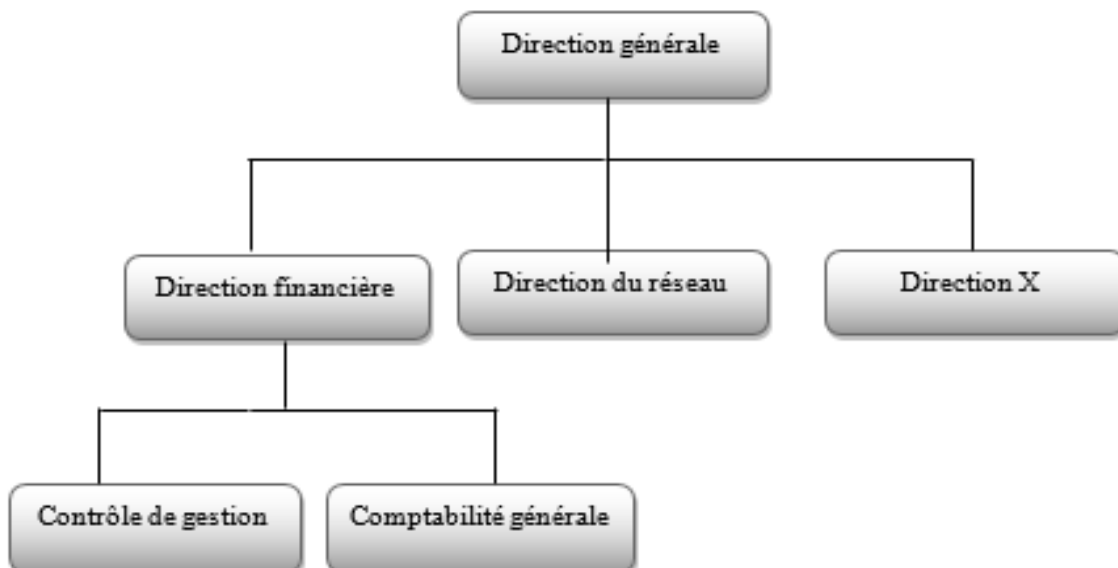 Direction générale
Direction financière
Direction du réseau
Direction X
Contrôle de gestion
Comptabilité générale